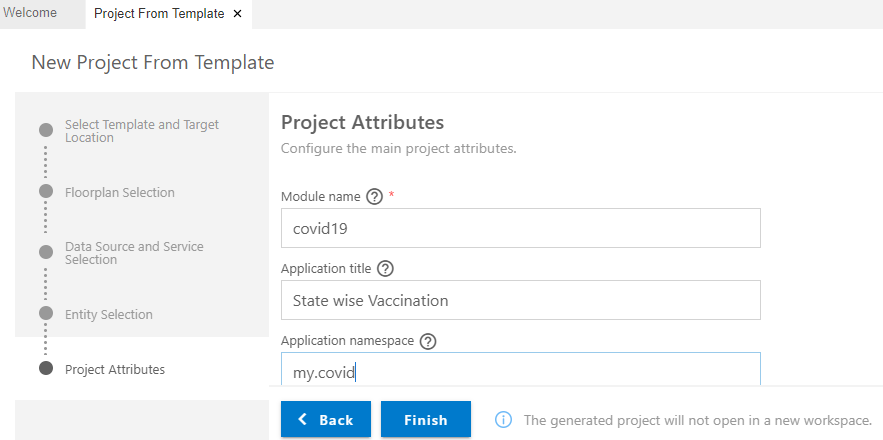 Welcome
Project From Template ×
New Project From Template
Select Template and Target
Location
Floorplan Selection
Data Source and Service
Selection
Entity Selection
Project Attributes
Project Attributes
Configure the main project attributes.
Module name ? *
covid19
Application title ?
State wise Vaccination
Application namespace ?
my.covid
Back
Finish
The generated project will not open in a new workspace.